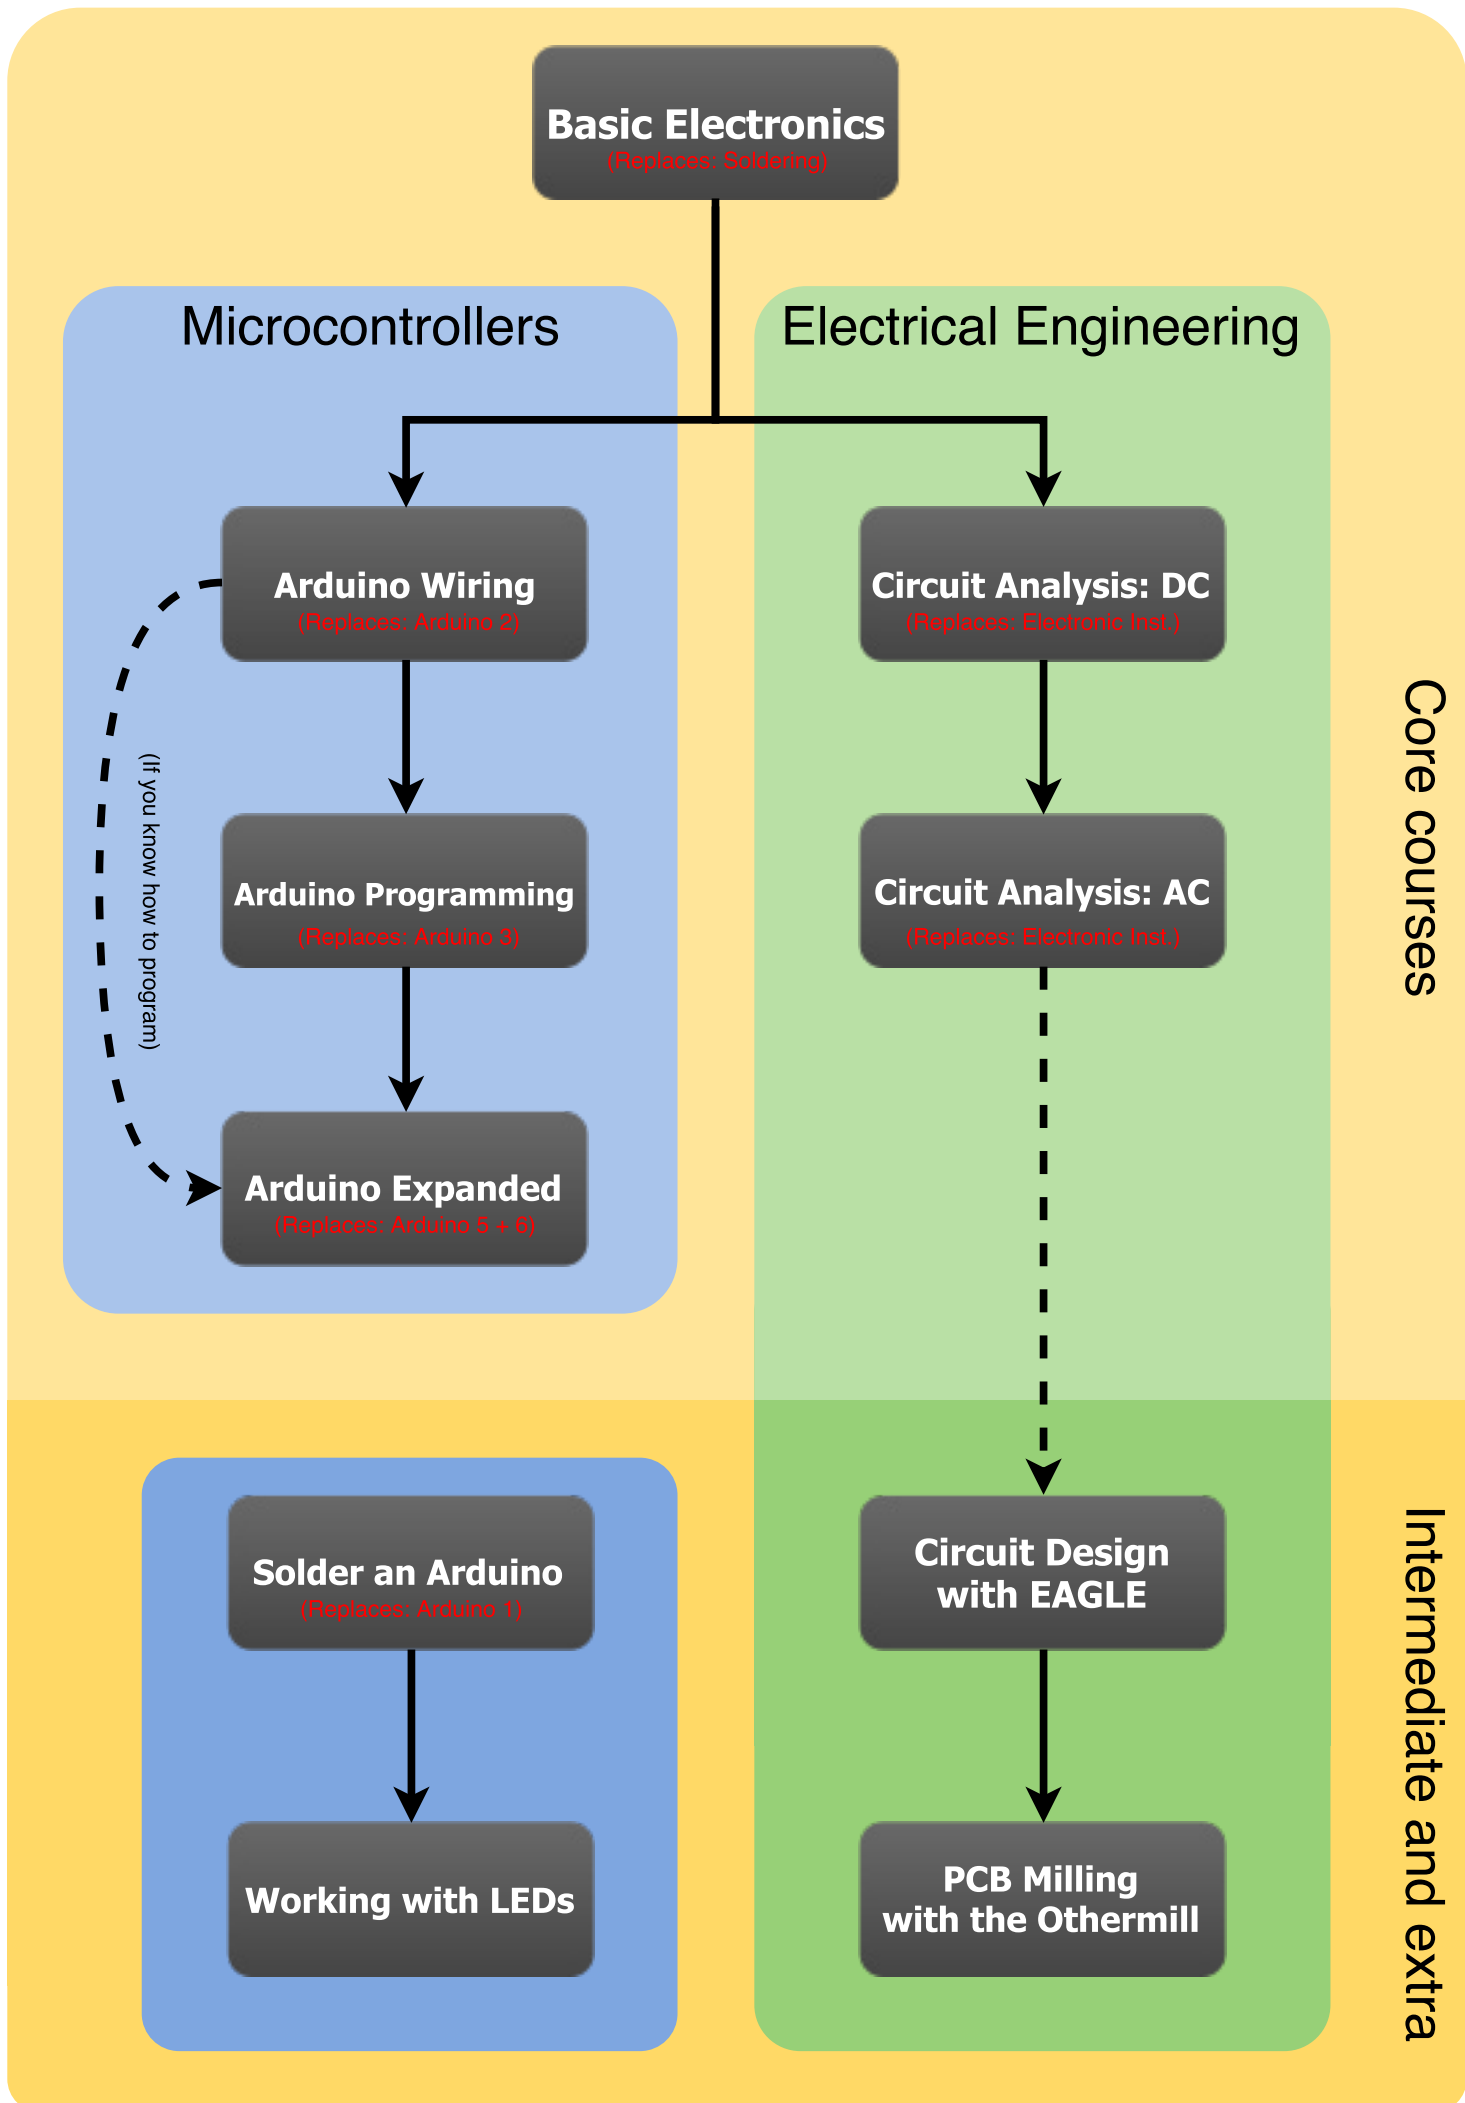 Basic Electronics
(Replaces: Soldering)
Microcontrollers
Electrical Engineering
Arduino Wiring
(Replaces: Arduino 2)
Circuit Analysis: DC
(Replaces: Electronic Inst.)
(If you know how to program)
Arduino Programming
(Replaces: Arduino 3)
Circuit Analysis: AC
(Replaces: Electronic Inst.)
Core courses
Arduino Expanded
(Replaces: Arduino 5 + 6)
Solder an Arduino
(Replaces: Arduino 1)
Circuit Design
with EAGLE
Working with LEDs
PCB Milling
with the Othermill
Intermediate and extra